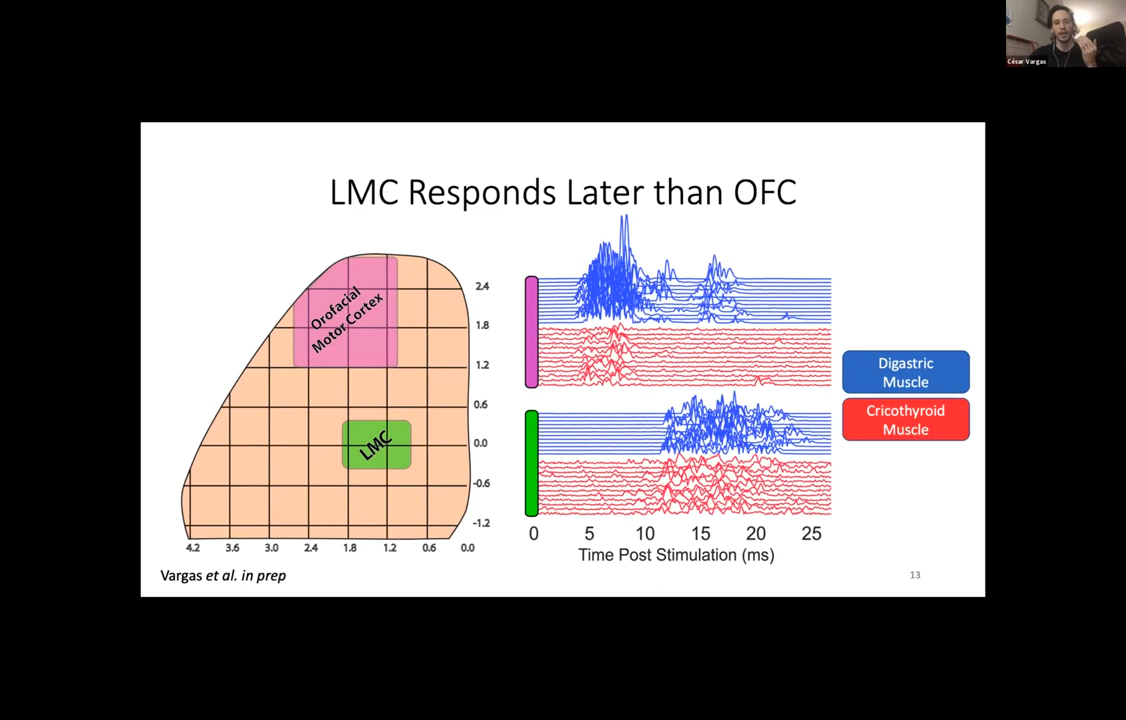 César Vargas
LMC Responds Later than OFC
Orofacial
Motor Cortex
LMC
2.4
1.8
1.2
0.6
0.0
-0.6
-1.2
4.2 3.6 3.0 2.4 1.8 1.2 0.6 0.0
0 5 10 15 20 25
Time Post Stimulation (ms)
Digastric
Muscle
Cricothyroid
Muscle
Vargas et al. in prep
13